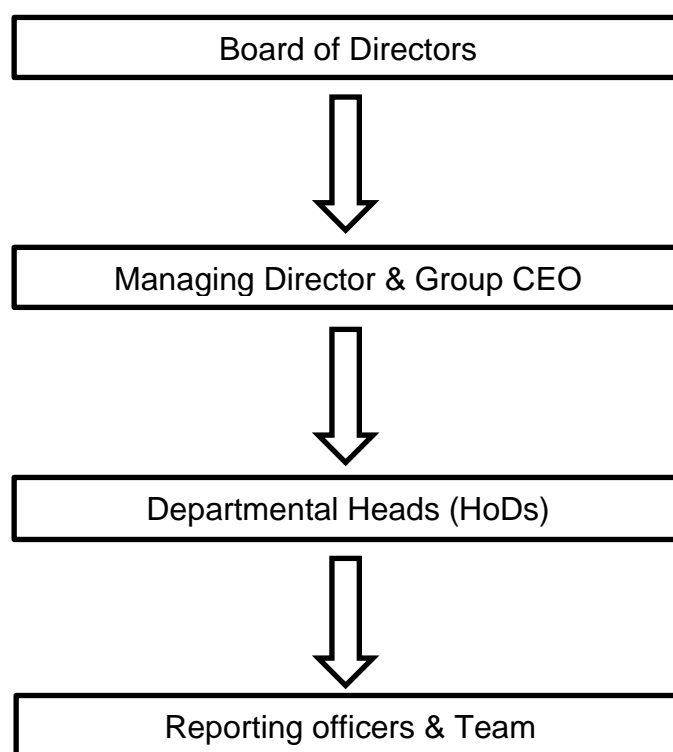 Board of Directors
Managing Director & Group CEO
Departmental Heads (HoDs)
Reporting officers & Team